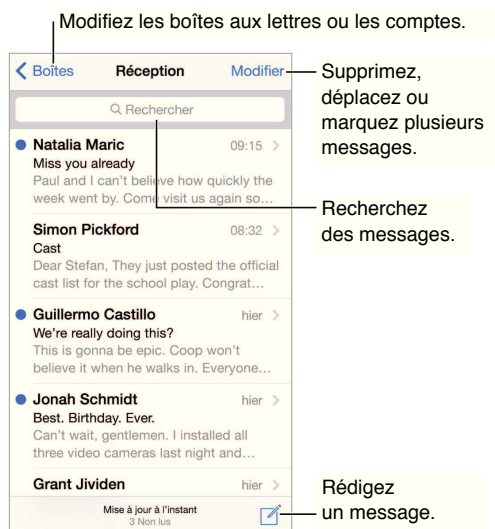 Modifiez les boîtes aux lettres ou les comptes.
Boîtes Réception Modifier
Supprimez,
déplacez ou
marquez plusieurs
messages.
Rechercher
Recherchez
des messages.
Natalia Maric 09:15
Miss you already
Paul and I can't believe how quickly the
week went by. Come visit us again so…
Simon Pickford 08:32
Cast
Dear Stefan, They just posted the official
cast list for the school play. Congrat…
Guillermo Castillo hier
We're really doing this?
This is gonna be epic. Coop won't
believe it when he walks in. Everyone…
Jonah Schmidt hier
Best. Birthday. Ever.
Can't wait, gentlemen. I installed all
three video cameras last night and…
Grant Jividen hier
Mise à jour à l'instant
3 Non lus
Rédigez
un message.